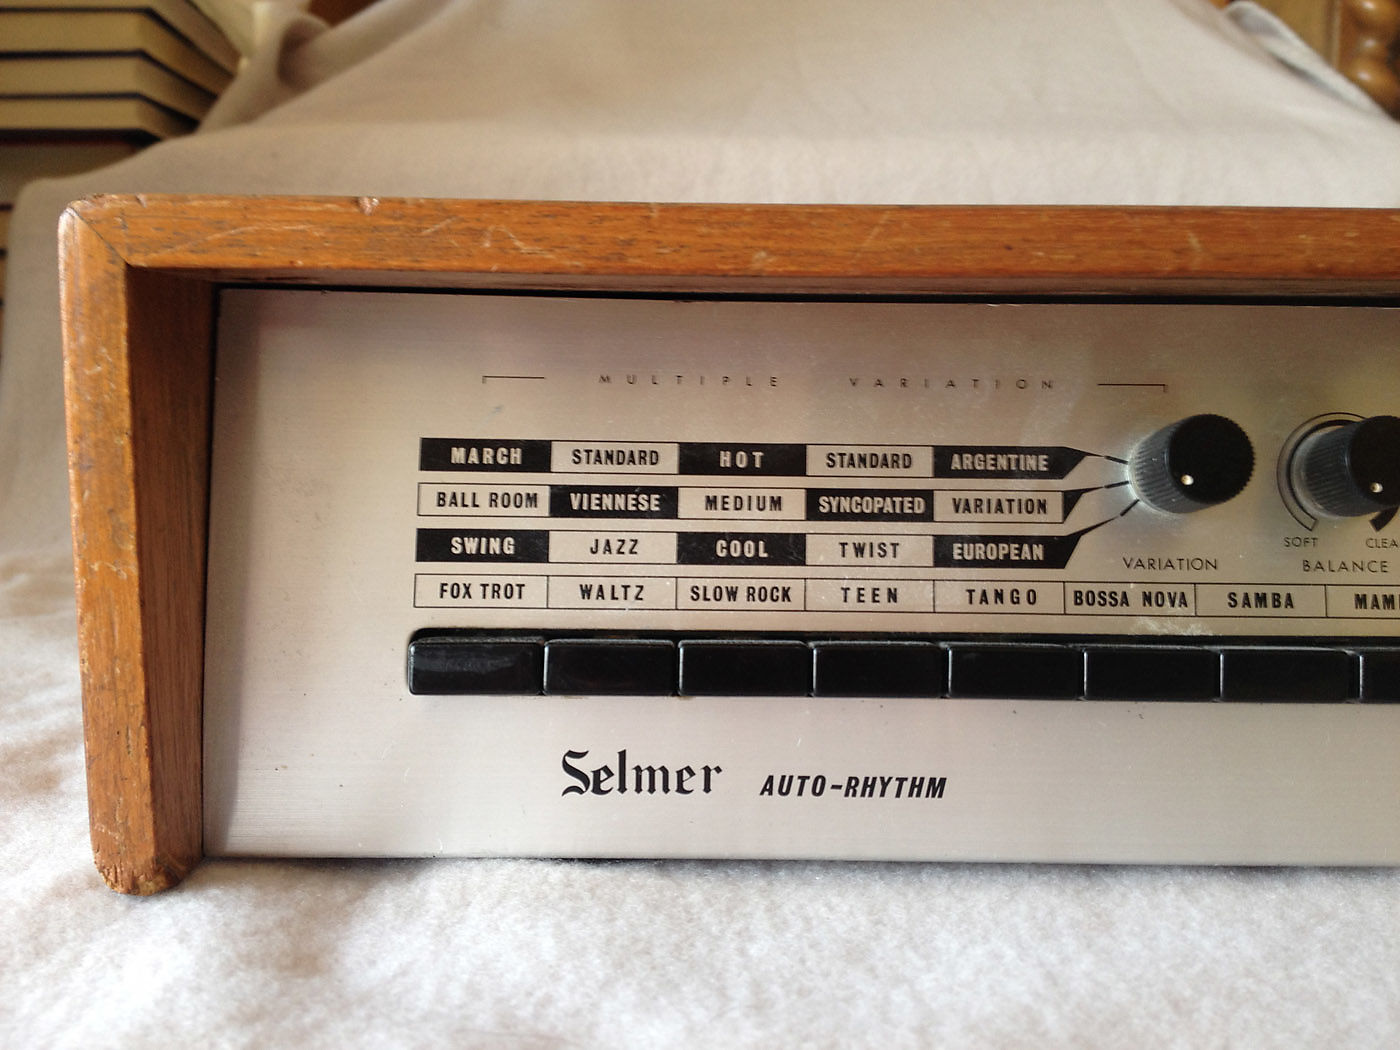 MULTIPLE VARIATION
MARCH STANDARD HOT STANDARD ARGENTINE
BALL ROOM VIENNESE MEDIUM SYNCOPATED VARIATION
SWING JAZZ COOL TWIST EUROPEAN
SOFT
VARIATION BALANCE
FOX TROT WALTZ SLOW ROCK TEEN TANGO BOSSA NOVA SAMBA
Selmer AUTO-RHYTHM